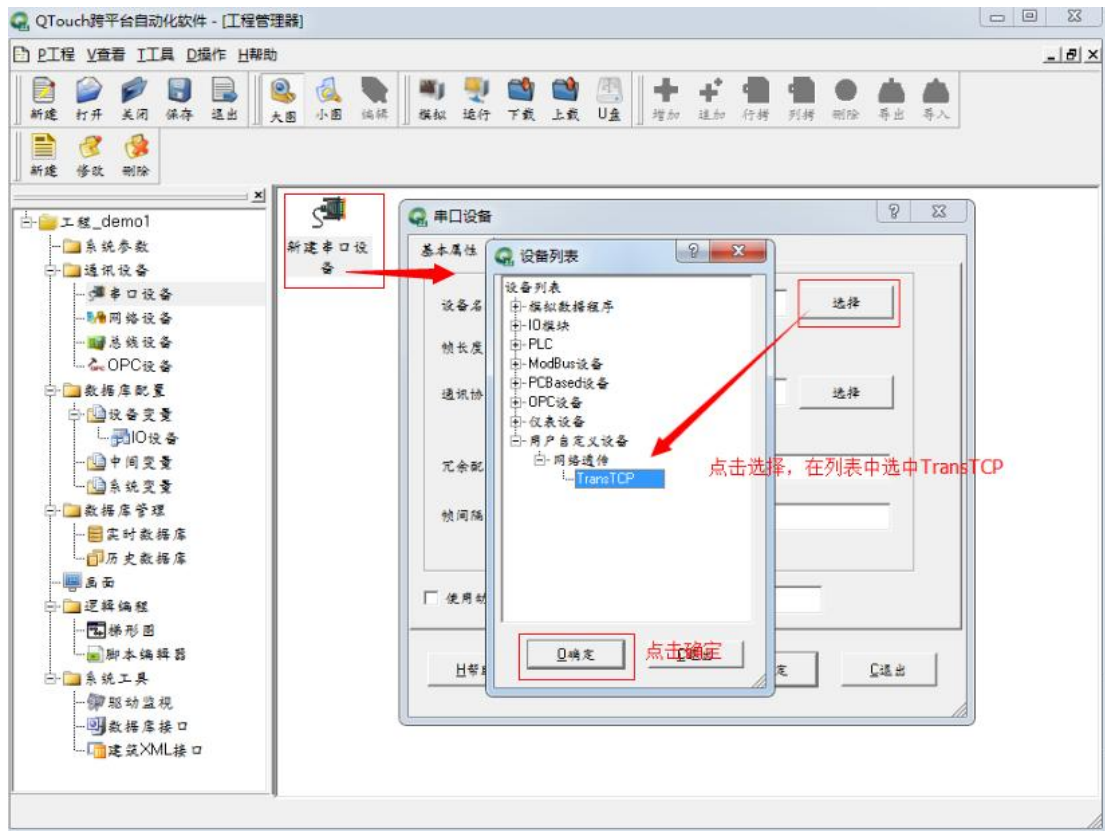 QTouch跨平台自动化软件 - [工程管理器]
P工程 V查看 T工具 D操作 H帮助
新建 打开 关闭 保存 退出 大图 小图 编辑 模拟 运行 下载 上载 U盘 增加 追加 行拷 列拷 删除 导出 导入
新建 修改 删除
工程_demo1
系统参数
通讯设备
串口设备
网络设备
总线设备
OPC设备
数据库配置
设备变量
IO设备
中间变量
系统变量
数据库管理
实时数据库
历史数据库
画面
逻辑编程
梯形图
脚本编辑器
系统工具
驱动监视
数据库接口
建筑XML接口
新建串口设
备
串口设备
基本属性
设备名
选择
帧长度
通讯协
选择
冗余配
帧间隔
使用动
H帮
定
C退出
设备列表
设备列表
模拟数据程序
IO模块
PLC
ModBus设备
PCBased设备
OPC设备
仪表设备
用户自定义设备
网络透传
TransTCP
O确定
点击选择，在列表中选中TransTCP
点击确定